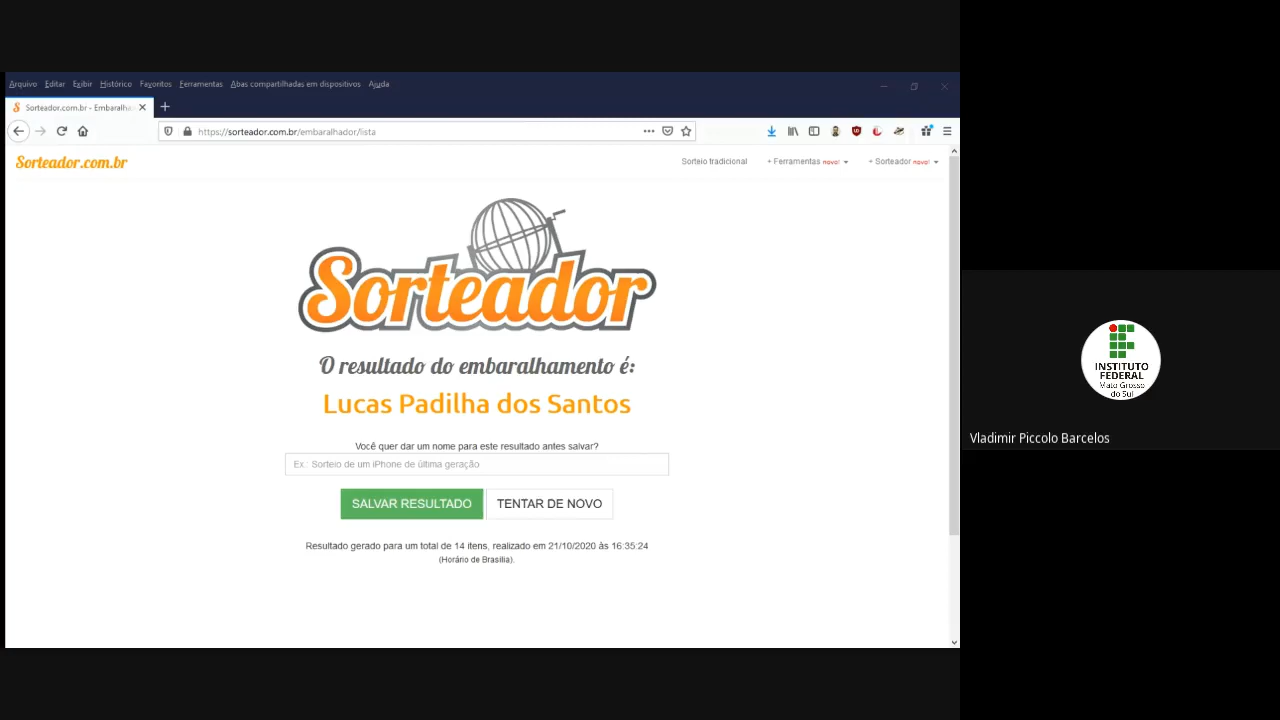 Arquivo Editar Exibir Histórico Favoritos Ferramentas Abas compartilhadas em dispositivos Ajuda
Sorteador.com.br - Embaralha
https://sorteador.com.br/embaralhador/lista
Sorteador.com.br
Sorteio tradicional + Ferramentas novo! + Sorteador novo!
Sorteador
O resultado do embaralhamento é:
Lucas Padilha dos Santos
Você quer dar um nome para este resultado antes salvar?
Ex.: Sorteio de um iPhone de última geração
SALVAR RESULTADO TENTAR DE NOVO
Resultado gerado para um total de 14 itens, realizado em 21/10/2020 às 16:35:24
(Horário de Brasília).
INSTITUTO
FEDERAL
Mato Grosso
do Sul
Vladimir Piccolo Barcelos